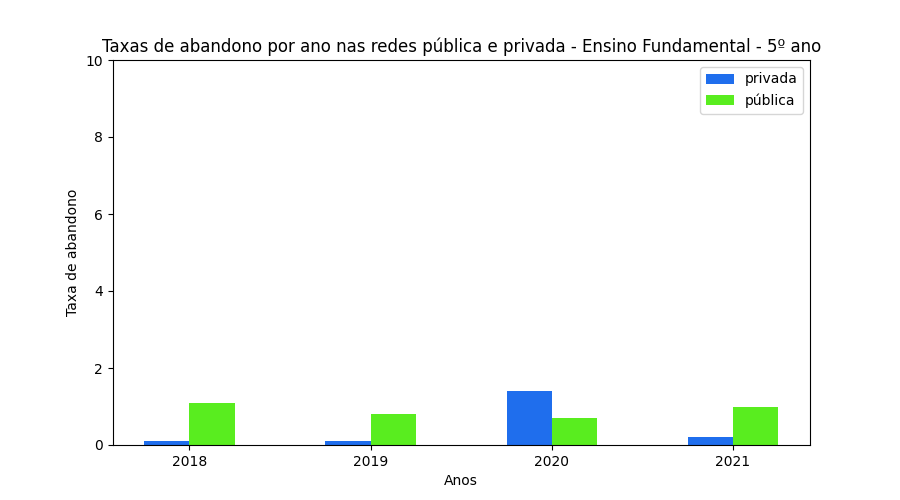 Taxas de abandono por ano nas redes pública e privada - Ensino Fundamental - 5º ano
privada
pública
10
8
6
4
2
0
Taxa de abandono
2018 2019 2020 2021
Anos